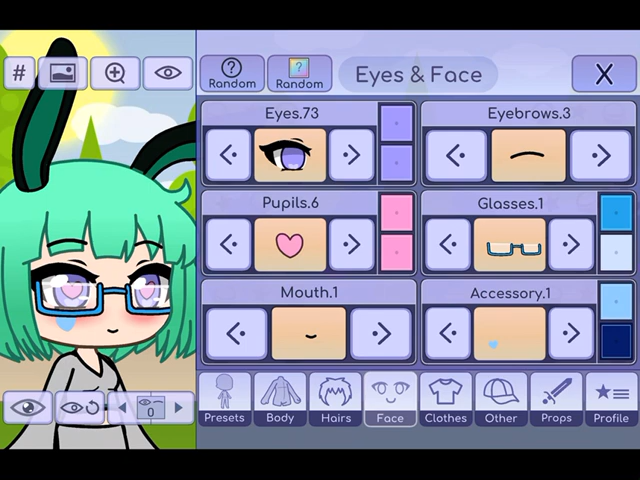 #
?
Random
?
Random
Eyes & Face
X
Eyes.73
Eyebrows.3
Pupils.6
Glasses.1
Mouth.1
Accessory.1
0
Presets
Body
Hairs
Face
Clothes
Other
Props
Profile